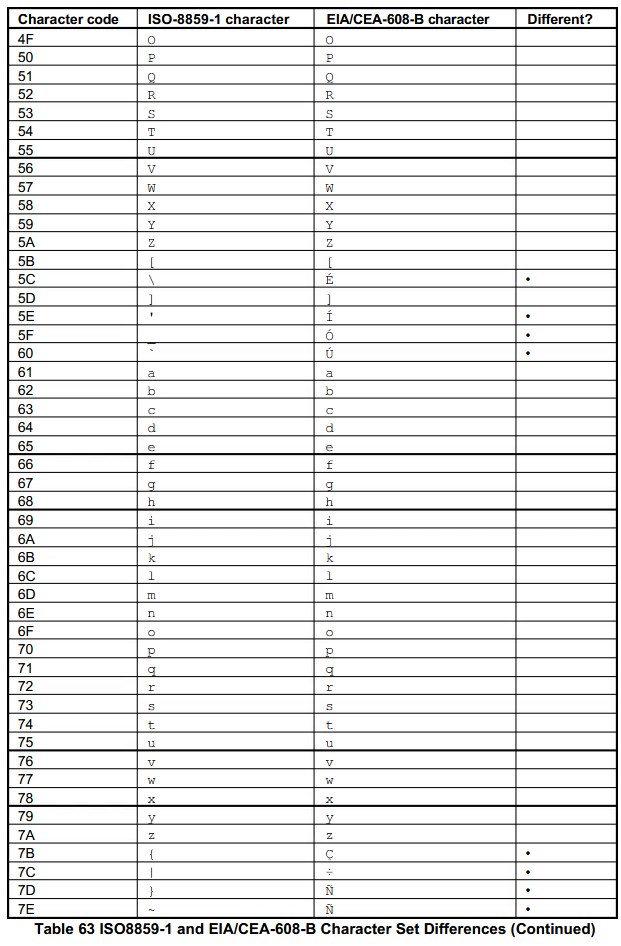 Character code ISO-8859-1 character EIA/CEA-608-B character Different?
4F O O
50 P P
51 Q Q
52 R R
53 S S
54 T T
55 U U
56 V V
57 W W
58 X X
59 Y Y
5A Z Z
5B [ [
5C \ É •
5D ] ]
5E ' Í •
5F _ Ó •
60 ` Ú •
61 a a
62 b b
63 c c
64 d d
65 e e
66 f f
67 g g
68 h h
69 i i
6A j j
6B k k
6C l l
6D m m
6E n n
6F o o
70 p p
71 q q
72 r r
73 s s
74 t t
75 u u
76 v v
77 w w
78 x x
79 y y
7A z z
7B { Ç •
7C | ÷ •
7D } Ñ •
7E ~ Ñ •
Table 63 ISO8859-1 and EIA/CEA-608-B Character Set Differences (Continued)